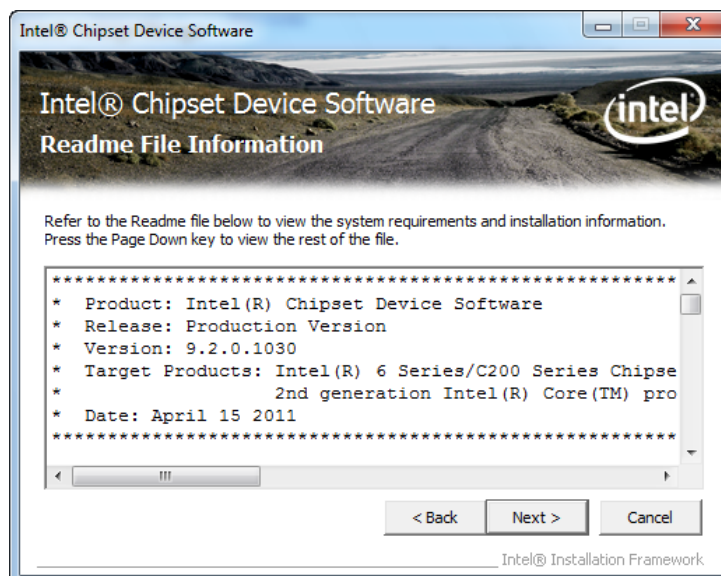 Intel® Chipset Device Software
Intel® Chipset Device Software
intel
Readme File Information
Refer to the Readme file below to view the system requirements and installation information.
Press the Page Down key to view the rest of the file.
************************************************************
* Product: Intel(R) Chipset Device Software
* Release: Production Version
* Version: 9.2.0.1030
* Target Products: Intel(R) 6 Series/C200 Series Chipse
* 2nd generation Intel(R) Core(TM) pro
* Date: April 15 2011
************************************************************
< Back Next > Cancel
Intel® Installation Framework